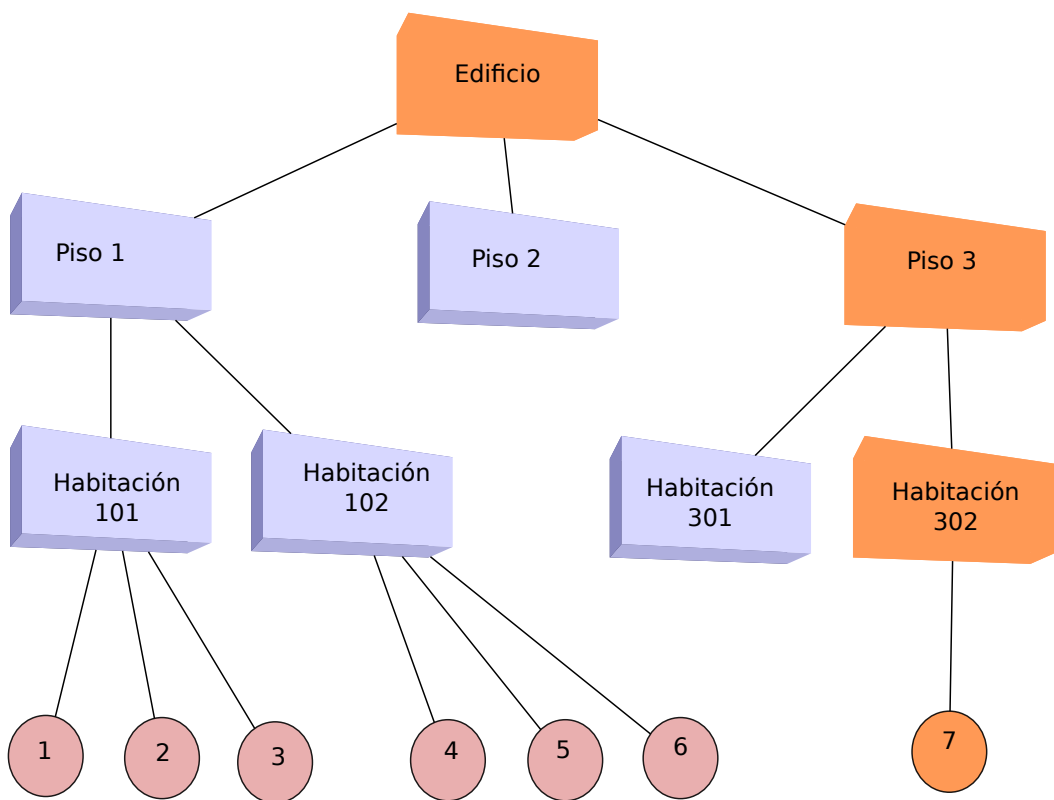 Edificio
Piso 1
Piso 2
Piso 3
Habitación
101
Habitación
102
Habitación
301
Habitación
302
1
2
3
4
5
6
7